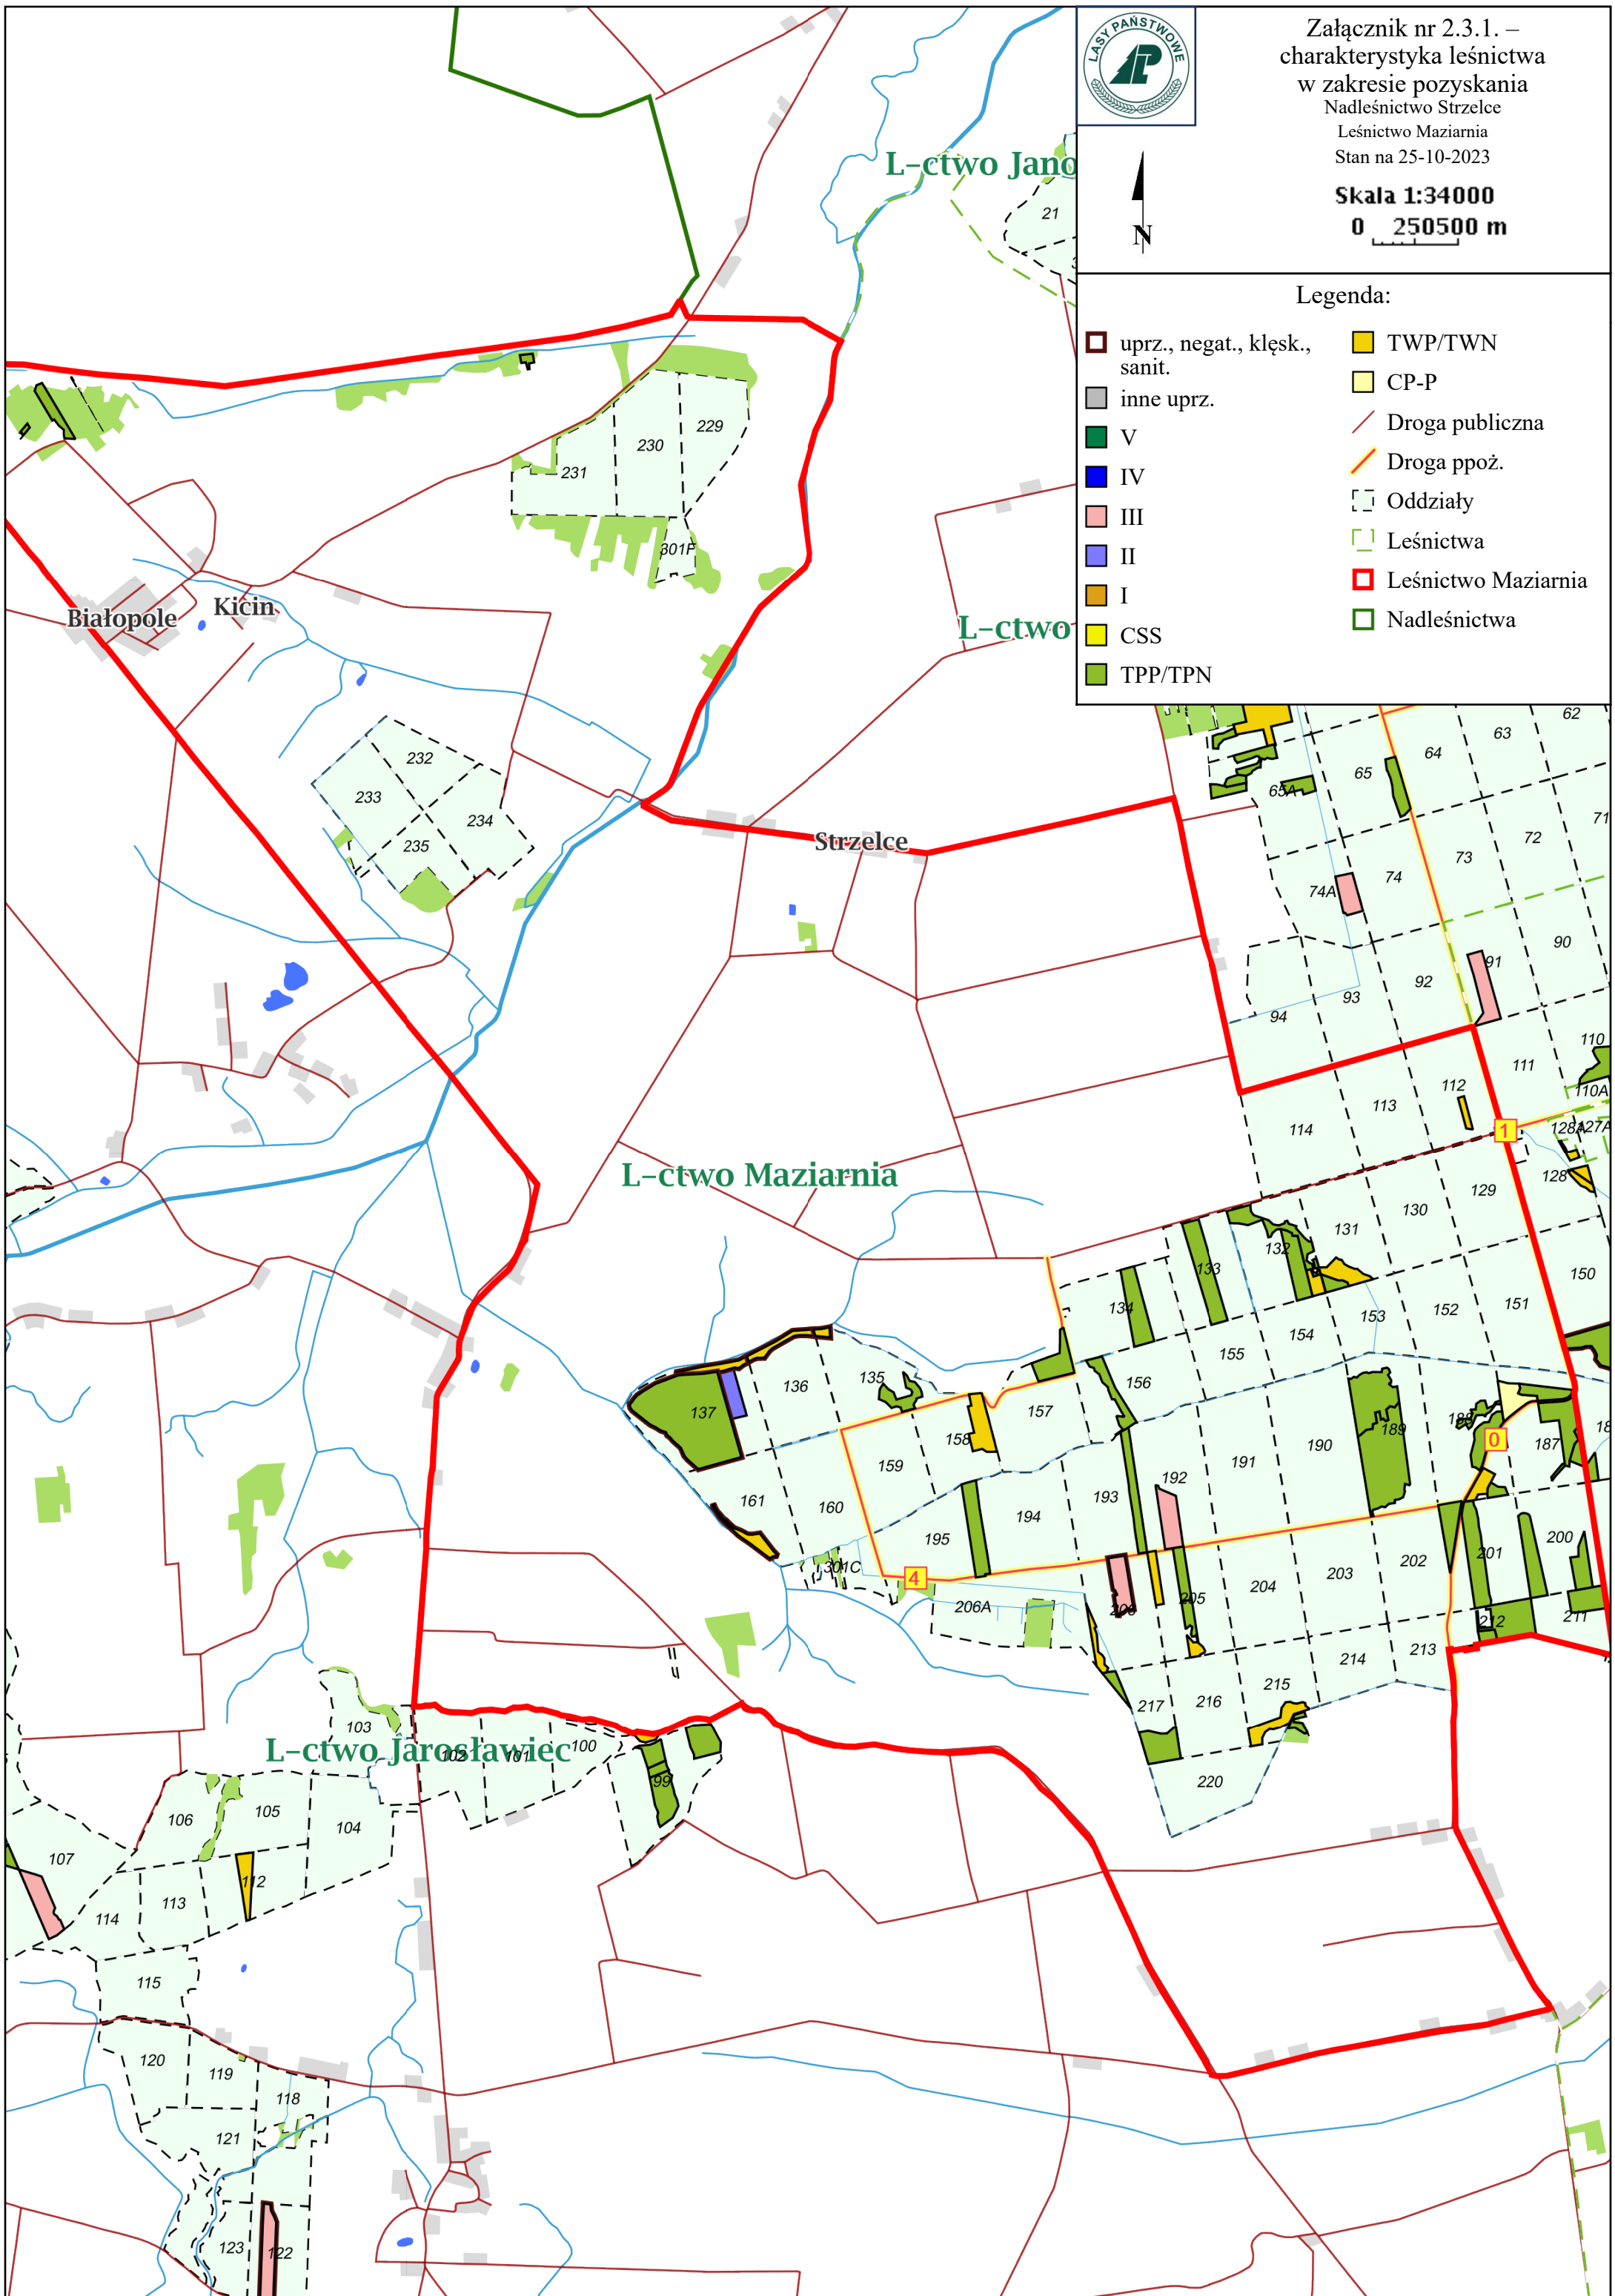 LASY PAŃSTWOWE
Załącznik nr 2.3.1. –
charakterystyka leśnictwa
w zakresie pozyskania
Nadleśnictwo Strzelce
Leśnictwo Maziarnia
Stan na 25-10-2023
Skala 1:34000
0 250500 m
N
Legenda:
uprz., negat., klęsk.,
sanit.
inne uprz.
V
IV
III
II
I
CSS
TPP/TPN
TWP/TWN
CP-P
Droga publiczna
Droga ppoż.
Oddziały
Leśnictwa
Leśnictwo Maziarnia
Nadleśnictwa
L-ctwo Jano
21
229
230
231
301F
Białopole
Kicin
L-ctwo
232
233
234
235
Strzelce
62
63
64
65
65A
71
72
73
74
74A
90
91
92
93
94
110
111
110A
112
113
114
1
128A
127A
128
L-ctwo Maziarnia
129
130
131
132
133
134
150
151
152
153
154
155
156
135
136
137
157
158
159
160
161
187
188
189
190
191
192
193
194
195
0
18
301C
4
206A
206
205
204
203
202
201
200
211
212
213
214
215
216
217
220
L-ctwo Jarosławiec
103
102
101
100
99
106
105
104
107
112
113
114
115
120
119
118
121
123
122